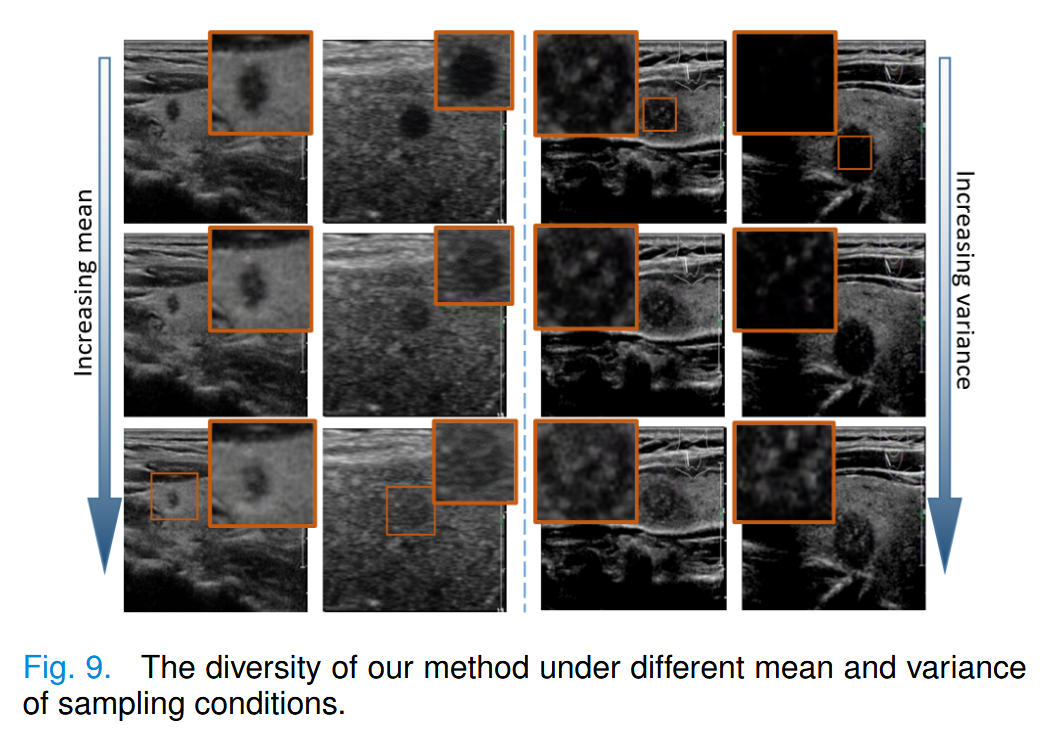 Increasing mean
Increasing variance
Fig. 9. The diversity of our method under different mean and variance
of sampling conditions.